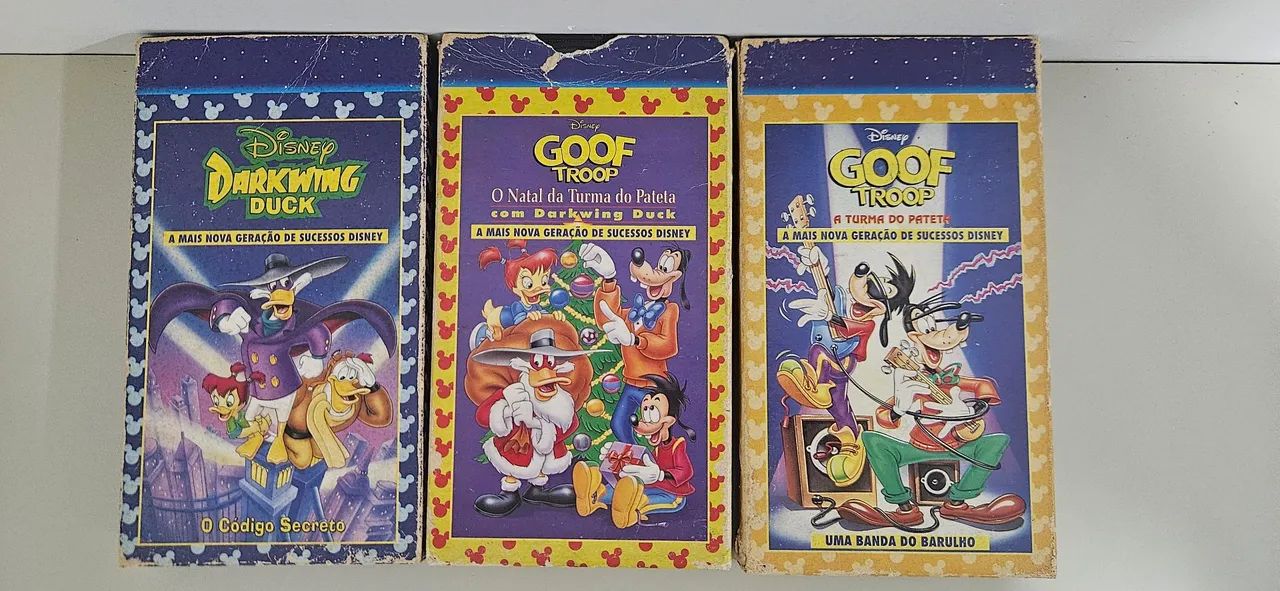 Disney
DARKWING
DUCK
A MAIS NOVA GERAÇÃO DE SUCESSOS DISNEY
O Código Secreto
Disney
GOOF
TROOP
O Natal da Turma do Pateta
com Darkwing Duck
A MAIS NOVA GERAÇÃO DE SUCESSOS DISNEY
Disney
GOOF
TROOP
A TURMA DO PATETA
A MAIS NOVA GERAÇÃO DE SUCESSOS DISNEY
UMA BANDA DO BARULHO